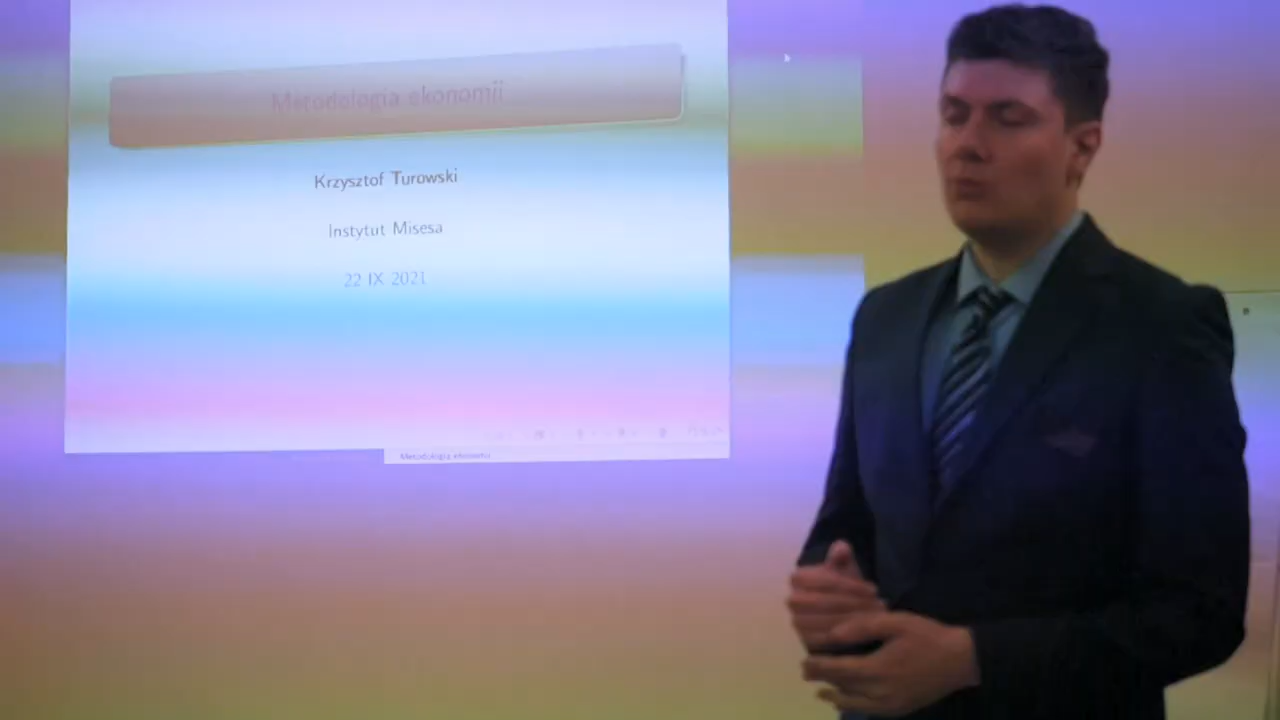 Metodologia ekonomii
Krzysztof Turowski
Instytut Misesa
22 IX 2021
Metodologia ekonomii